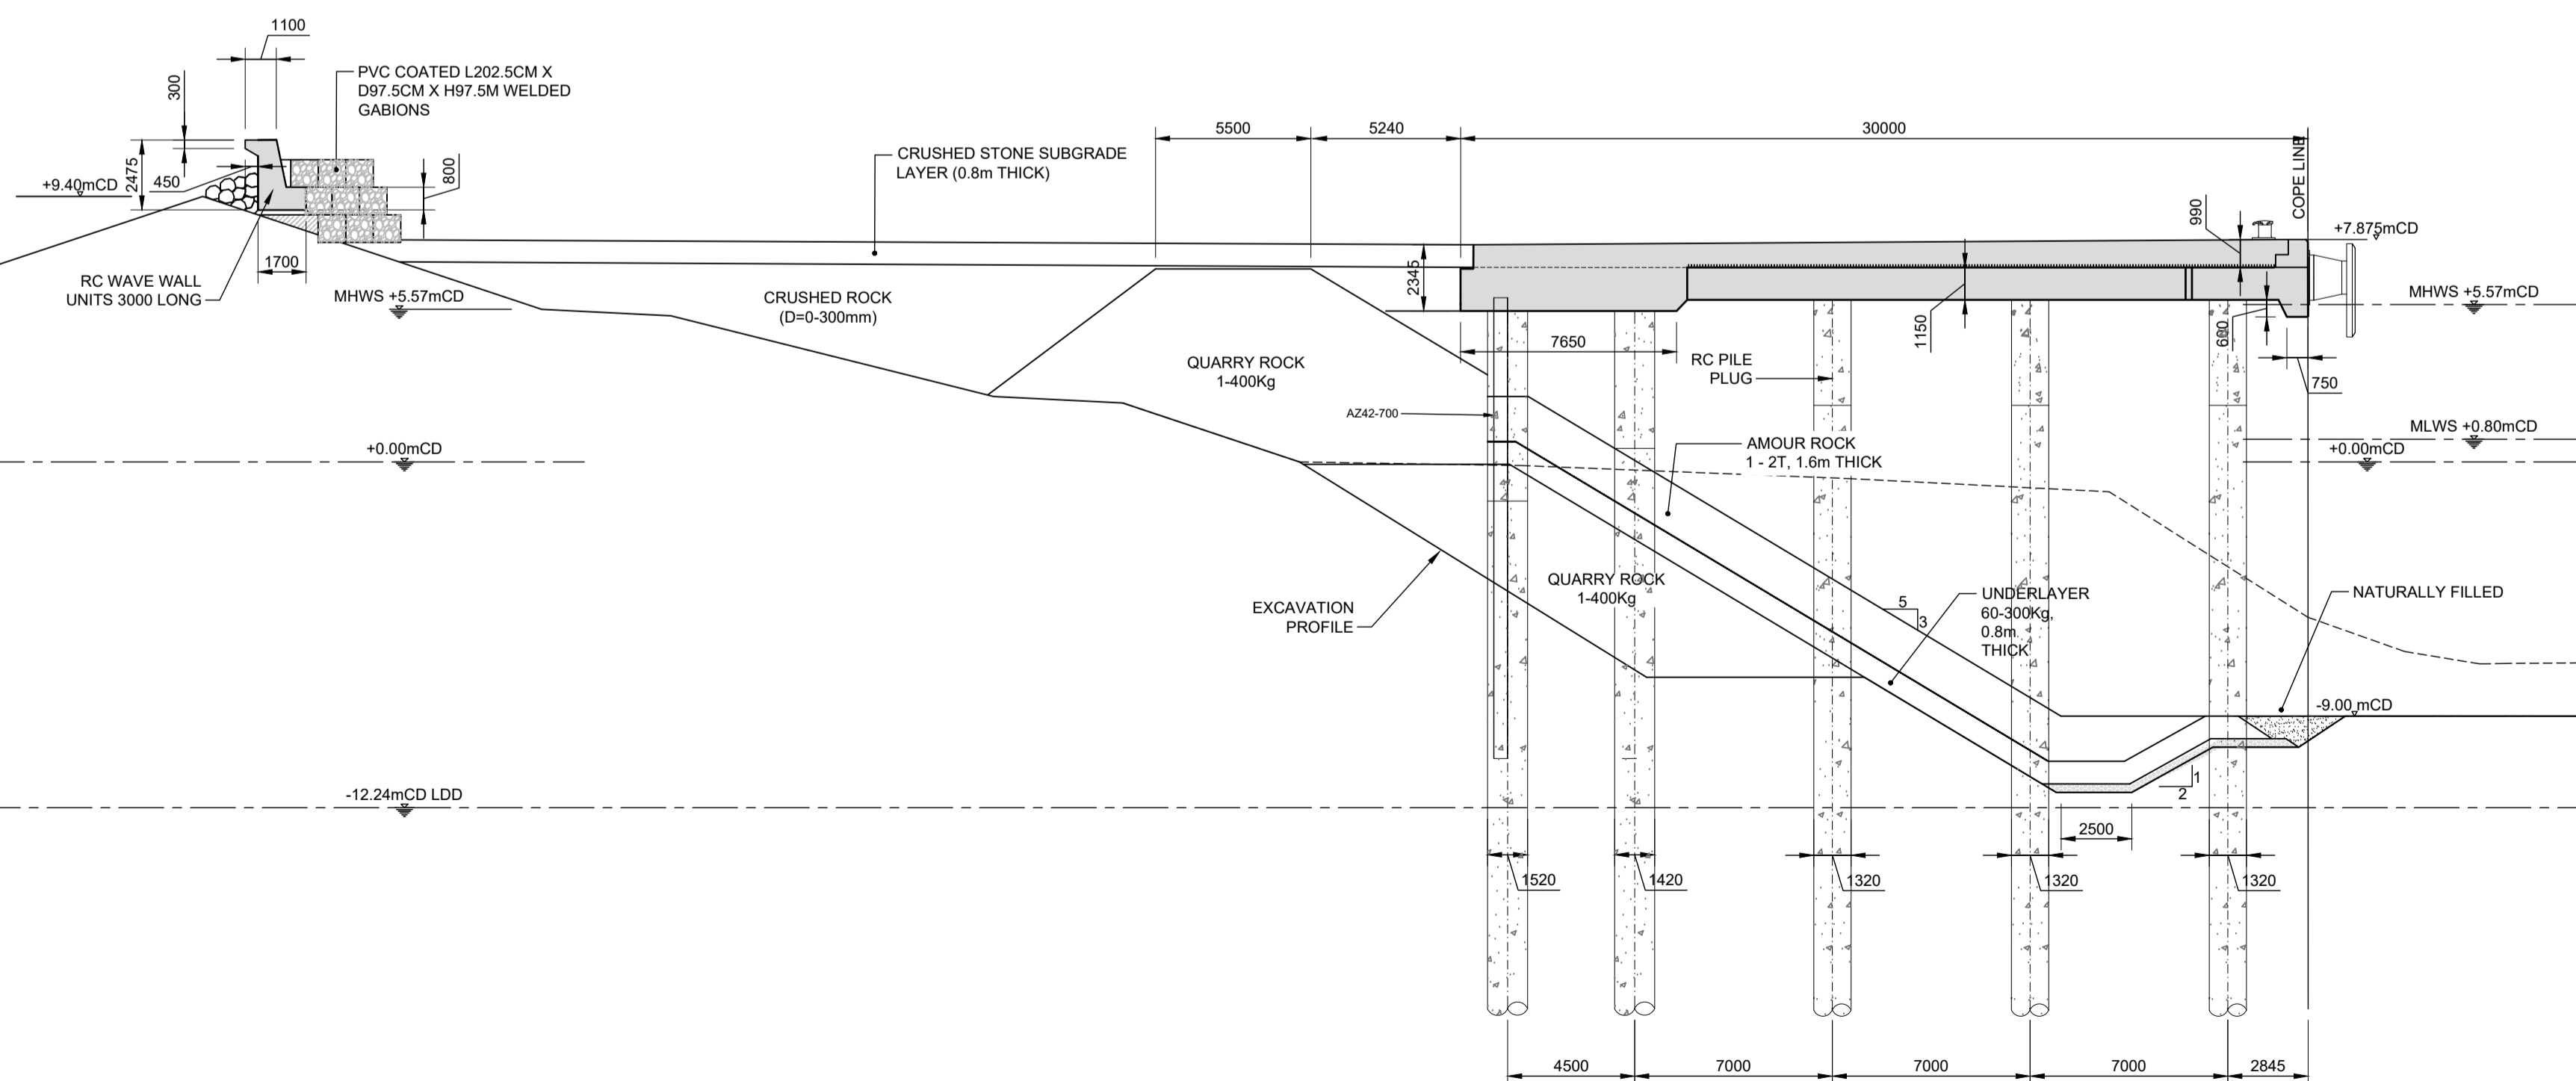 1100
300
PVC COATED L202.5CM X
D97.5CM X H97.5M WELDED
GABIONS
2475
450
800
+9.40mCD
1700
RC WAVE WALL
UNITS 3000 LONG
MHWS +5.57mCD
CRUSHED STONE SUBGRADE
LAYER (0.8m THICK)
5500
5240
30000
COPE LINE
990
+7.875mCD
2345
CRUSHED ROCK
(D=0-300mm)
MHWS +5.57mCD
1150
600
7650
QUARRY ROCK
1-400Kg
RC PILE
PLUG
750
AZ42-700
MLWS +0.80mCD
+0.00mCD
+0.00mCD
AMOUR ROCK
1 - 2T, 1.6m THICK
QUARRY ROCK
1-400Kg
EXCAVATION
PROFILE
5
3
UNDERLAYER
60-300Kg,
0.8m
THICK
NATURALLY FILLED
-9.00 mCD
1
2
-12.24mCD LDD
2500
1520
1420
1320
1320
1320
4500
7000
7000
7000
2845